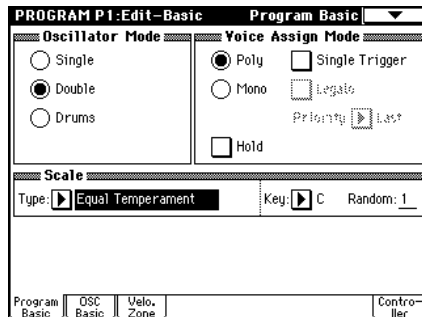 PROGRAM P1:Edit-Basic Program Basic
Oscillator Mode
Single
Double
Drums
Voice Assign Mode
Poly Single Trigger
Mono Legato
Priority Last
Hold
Scale
Type: Equal Temperament Key: C Random: 1
Program Basic
OSC Basic
Velo. Zone
Contro-
ller